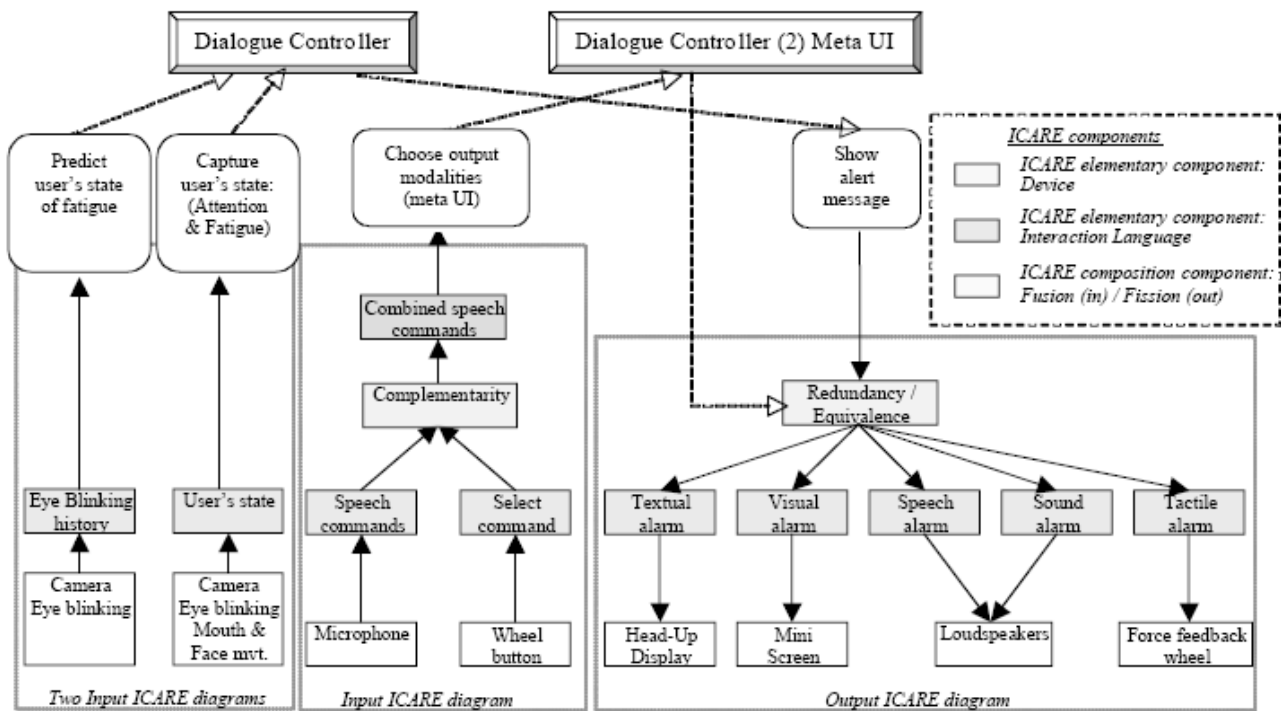 Dialogue Controller
Dialogue Controller (2) Meta UI
Predict
user's state
of fatigue
Capture
user's state:
(Attention
& Fatigue)
Choose output
modalities
(meta UI)
Show
alert
message
ICARE components
ICARE elementary component:
Device
ICARE elementary component:
Interaction Language
ICARE composition component:
Fusion (in) / Fission (out)
Combined speech
commands
Complementarity
Redundancy /
Equivalence
Eye Blinking
history
User's state
Speech
commands
Select
command
Textual
alarm
Visual
alarm
Speech
alarm
Sound
alarm
Tactile
alarm
Camera
Eye blinking
Camera
Eye blinking
Mouth &
Face mvt.
Microphone
Wheel
button
Head-Up
Display
Mini
Screen
Loudspeakers
Force feedback
wheel
Two Input ICARE diagrams
Input ICARE diagram
Output ICARE diagram